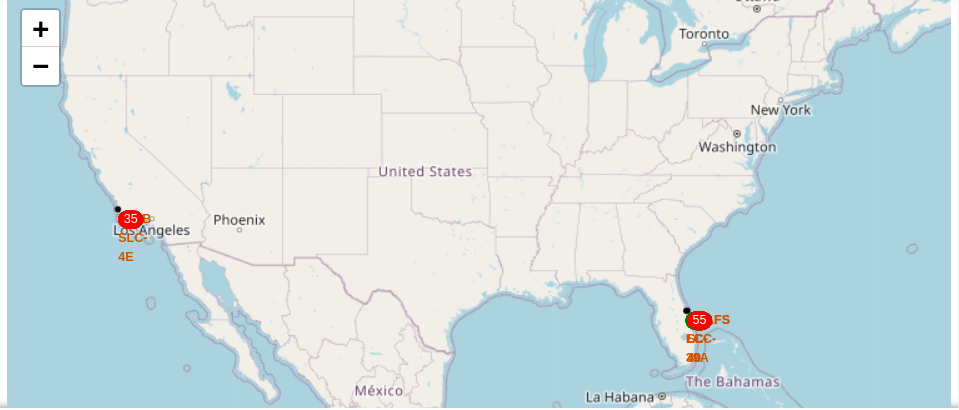 +
−
Toronto
New York
Washington
United States
Phoenix
35
B
Los Angeles
SLC-
4E
55
FS
The Bahamas
México
La Habana